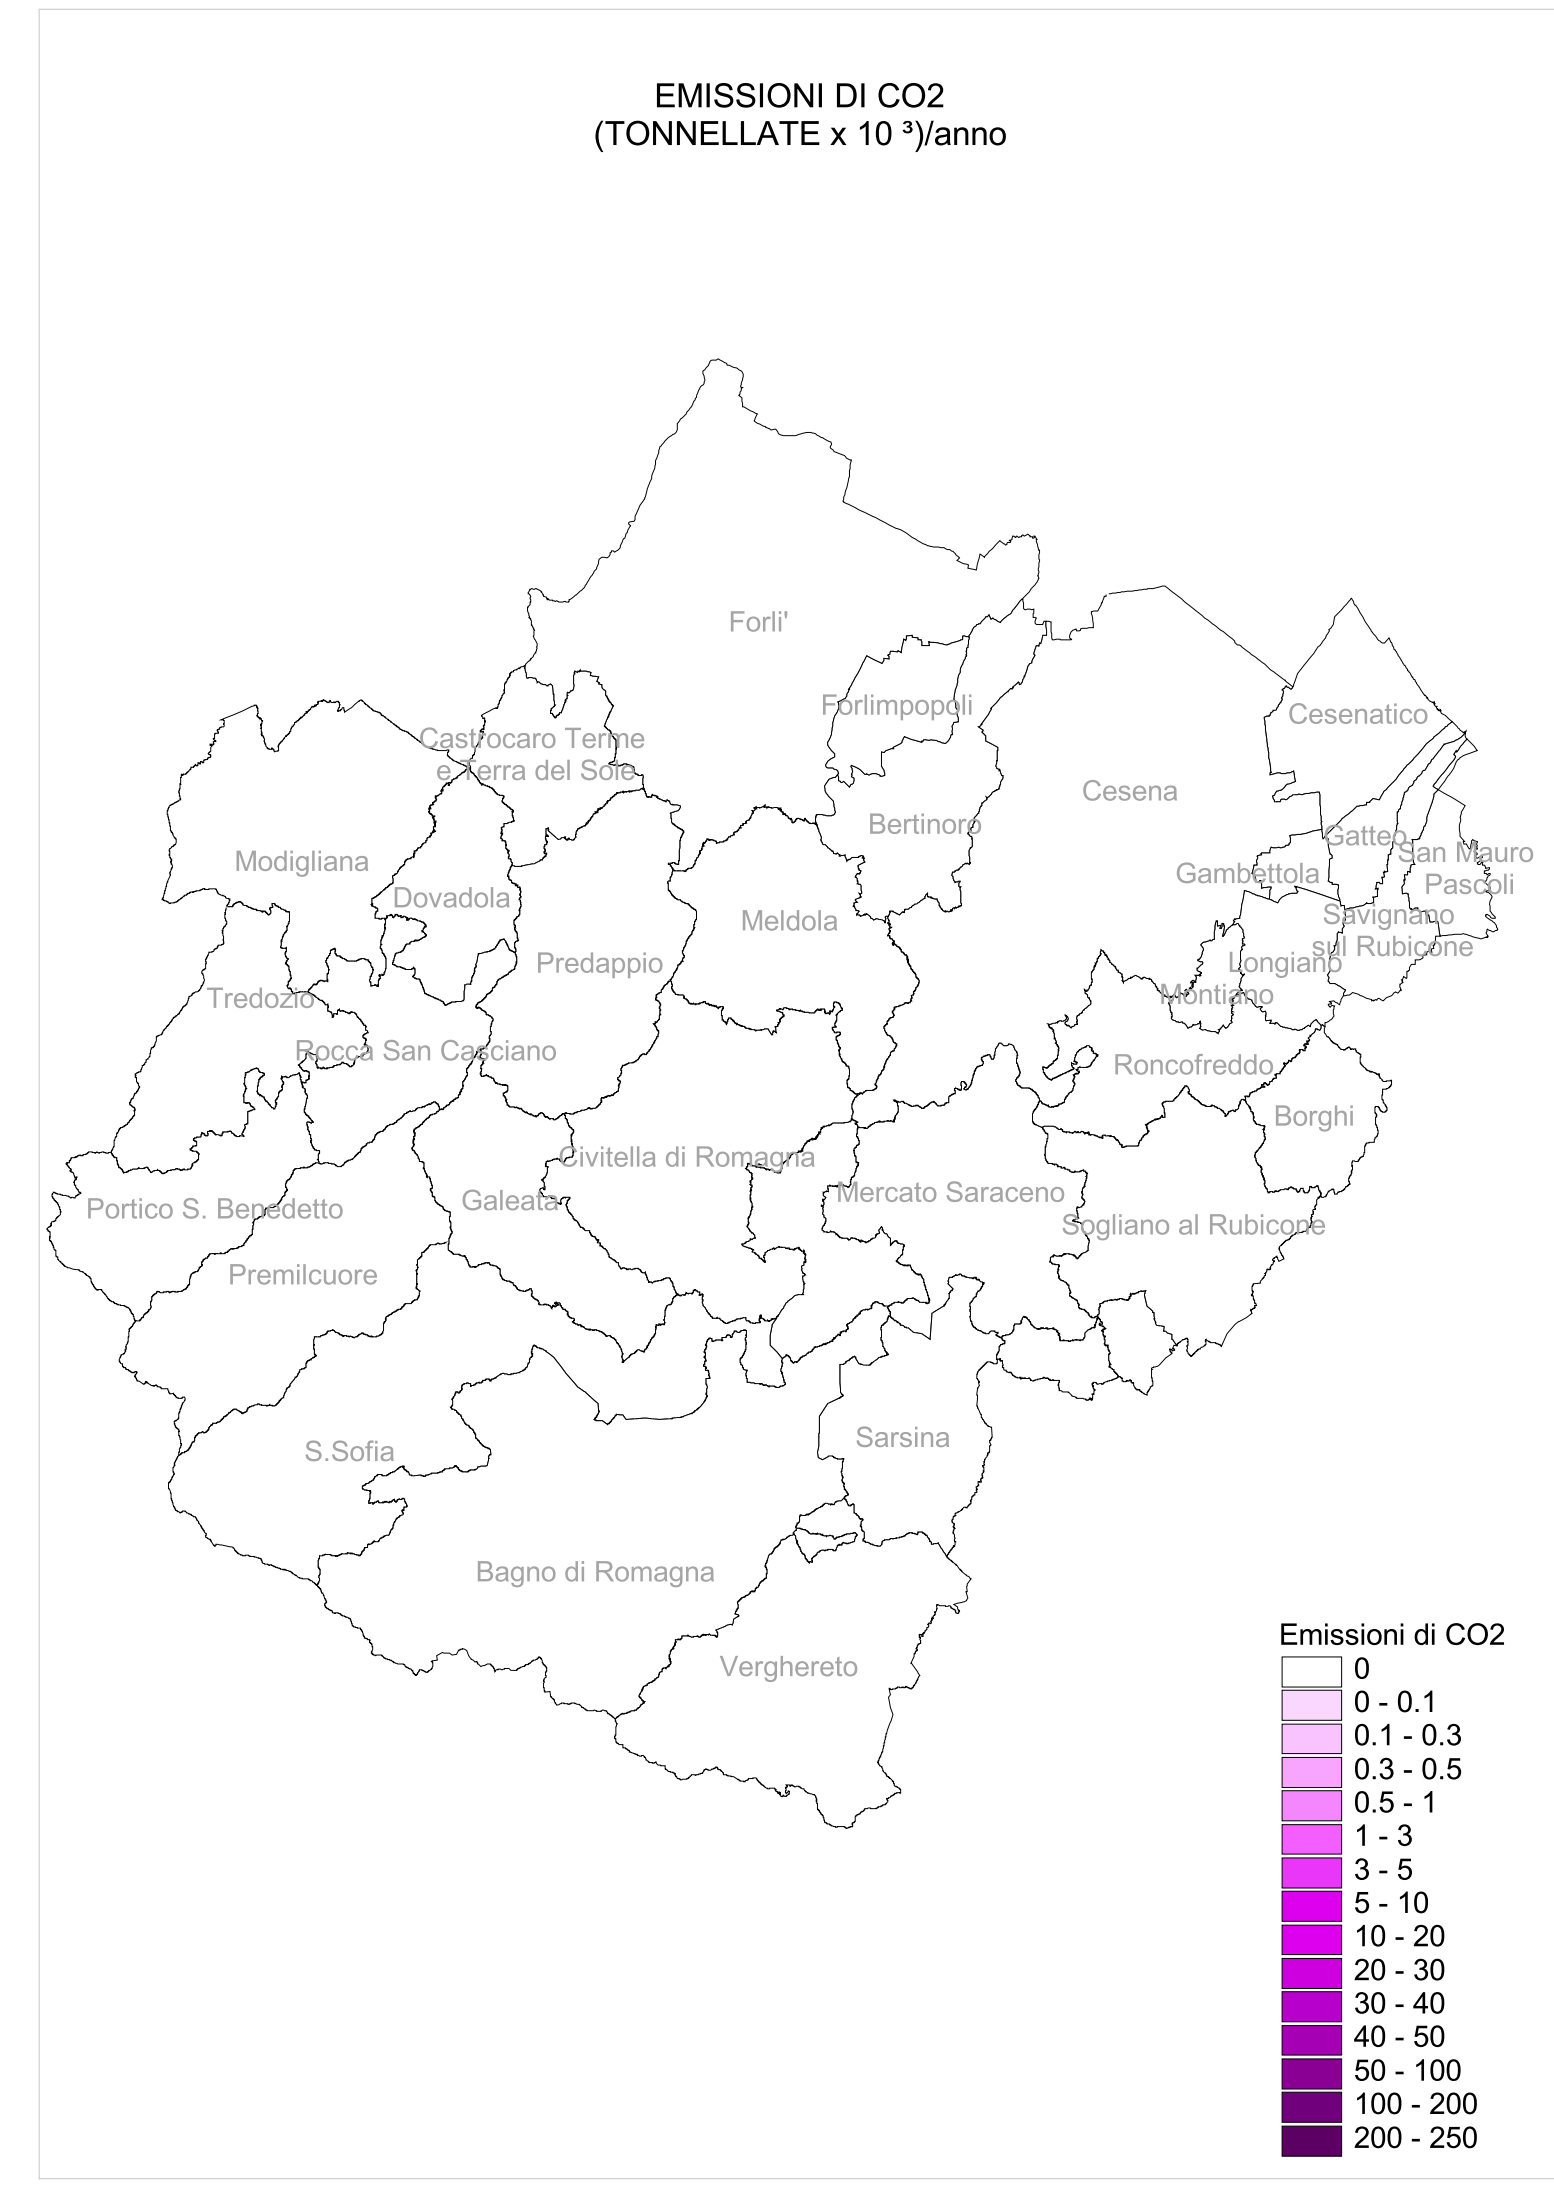 EMISSIONI DI CO2
(TONNELLATE x 10 ³)/anno
Forli'
Forlimpopoli
Cesenatico
Castrocaro Terme
e Terra del Sole
Cesena
Bertinoro
Gatteo
San Mauro
Pascoli
Modigliana
Gambettola
Dovadola
Meldola
Savignano
sul Rubicone
Predappio
Longiano
Tredozio
Montiano
Rocca San Casciano
Roncofreddo
Borghi
Civitella di Romagna
Mercato Saraceno
Galeata
Portico S. Benedetto
Sogliano al Rubicone
Premilcuore
Sarsina
S.Sofia
Bagno di Romagna
Verghereto
Emissioni di CO2
0
0 - 0.1
0.1 - 0.3
0.3 - 0.5
0.5 - 1
1 - 3
3 - 5
5 - 10
10 - 20
20 - 30
30 - 40
40 - 50
50 - 100
100 - 200
200 - 250